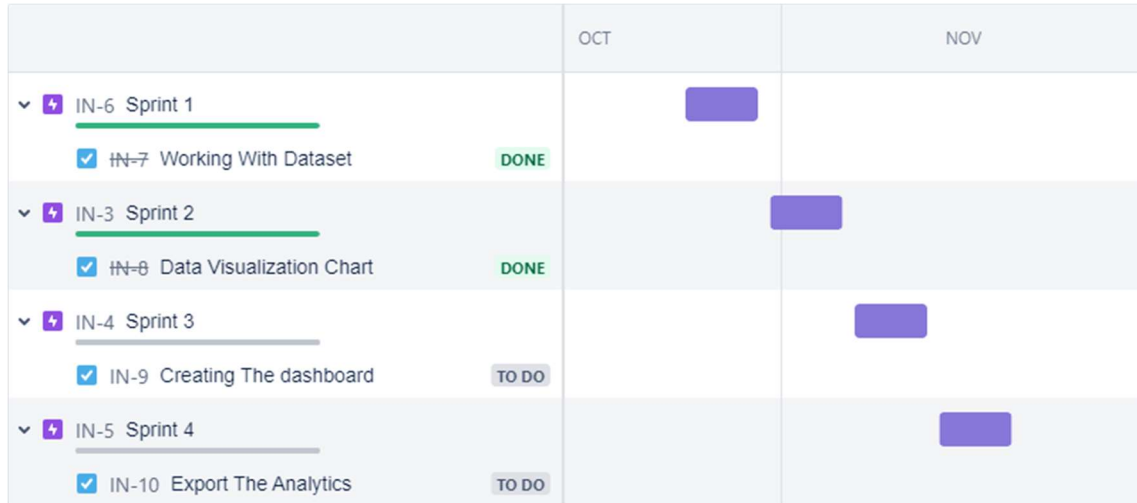 OCT NOV
IN-6 Sprint 1
IN-7 Working With Dataset DONE
IN-3 Sprint 2
IN-8 Data Visualization Chart DONE
IN-4 Sprint 3
IN-9 Creating The dashboard TO DO
IN-5 Sprint 4
IN-10 Export The Analytics TO DO